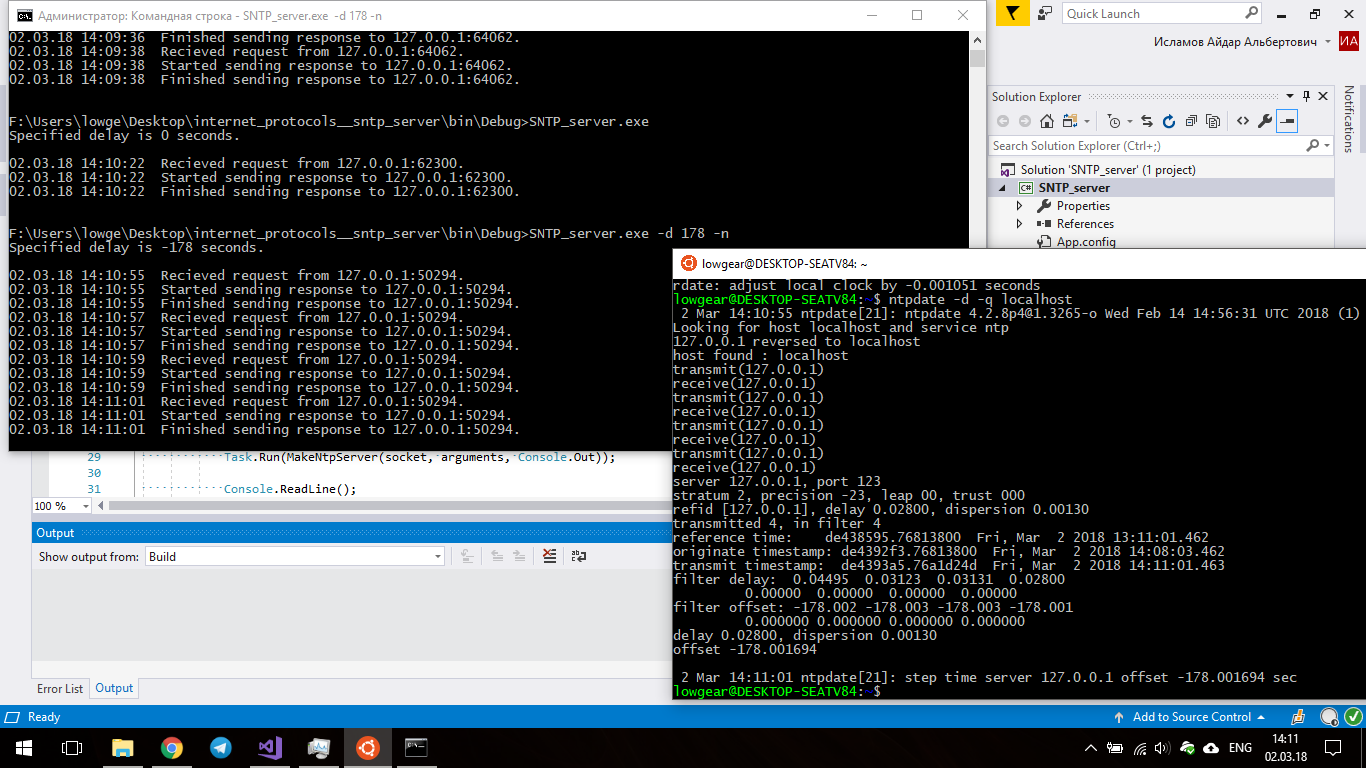 Администратор: Командная строка - SNTP_server.exe -d 178 -n
02.03.18 14:09:36  Finished sending response to 127.0.0.1:64062.
02.03.18 14:09:38  Recieved request from 127.0.0.1:64062.
02.03.18 14:09:38  Started sending response to 127.0.0.1:64062.
02.03.18 14:09:38  Finished sending response to 127.0.0.1:64062.
F:\Users\lowge\Desktop\internet_protocols__sntp_server\bin\Debug>SNTP_server.exe
Specified delay is 0 seconds.
02.03.18 14:10:22  Recieved request from 127.0.0.1:62300.
02.03.18 14:10:22  Started sending response to 127.0.0.1:62300.
02.03.18 14:10:22  Finished sending response to 127.0.0.1:62300.
F:\Users\lowge\Desktop\internet_protocols__sntp_server\bin\Debug>SNTP_server.exe -d 178 -n
Specified delay is -178 seconds.
02.03.18 14:10:55  Recieved request from 127.0.0.1:50294.
02.03.18 14:10:55  Started sending response to 127.0.0.1:50294.
02.03.18 14:10:55  Finished sending response to 127.0.0.1:50294.
02.03.18 14:10:57  Recieved request from 127.0.0.1:50294.
02.03.18 14:10:57  Started sending response to 127.0.0.1:50294.
02.03.18 14:10:57  Finished sending response to 127.0.0.1:50294.
02.03.18 14:10:59  Recieved request from 127.0.0.1:50294.
02.03.18 14:10:59  Started sending response to 127.0.0.1:50294.
02.03.18 14:10:59  Finished sending response to 127.0.0.1:50294.
02.03.18 14:11:01  Recieved request from 127.0.0.1:50294.
02.03.18 14:11:01  Started sending response to 127.0.0.1:50294.
02.03.18 14:11:01  Finished sending response to 127.0.0.1:50294.
Quick Launch
Исламов Айдар Альбертович ИА
Notifications
Solution Explorer
Search Solution Explorer (Ctrl+;)
Solution 'SNTP_server' (1 project)
C# SNTP_server
Properties
References
App.config
lowgear@DESKTOP-SEATV84: ~
rdate: adjust local clock by -0.001051 seconds
lowgear@DESKTOP-SEATV84:~$ ntpdate -d -q localhost
 2 Mar 14:10:55 ntpdate[21]: ntpdate 4.2.8p4@1.3265-o Wed Feb 14 14:56:31 UTC 2018 (1)
Looking for host localhost and service ntp
127.0.0.1 reversed to localhost
host found : localhost
transmit(127.0.0.1)
receive(127.0.0.1)
transmit(127.0.0.1)
receive(127.0.0.1)
transmit(127.0.0.1)
receive(127.0.0.1)
transmit(127.0.0.1)
receive(127.0.0.1)
server 127.0.0.1, port 123
stratum 2, precision -23, leap 00, trust 000
refid [127.0.0.1], delay 0.02800, dispersion 0.00130
transmitted 4, in filter 4
reference time:    de438595.76813800  Fri, Mar  2 2018 13:11:01.462
originate timestamp: de4392f3.76813800  Fri, Mar  2 2018 14:08:03.462
transmit timestamp:  de4393a5.76a1d24d  Fri, Mar  2 2018 14:11:01.463
filter delay:  0.04495  0.03123  0.03131  0.02800
         0.00000  0.00000  0.00000  0.00000
filter offset: -178.002 -178.003 -178.003 -178.001
         0.000000 0.000000 0.000000 0.000000
delay 0.02800, dispersion 0.00130
offset -178.001694
 2 Mar 14:11:01 ntpdate[21]: step time server 127.0.0.1 offset -178.001694 sec
lowgear@DESKTOP-SEATV84:~$
29 Task.Run(MakeNtpServer(socket, arguments, Console.Out));
30
31 Console.ReadLine();
100 %
Output
Show output from: Build
Error List Output
Ready
Add to Source Control
ENG
14:11
02.03.18